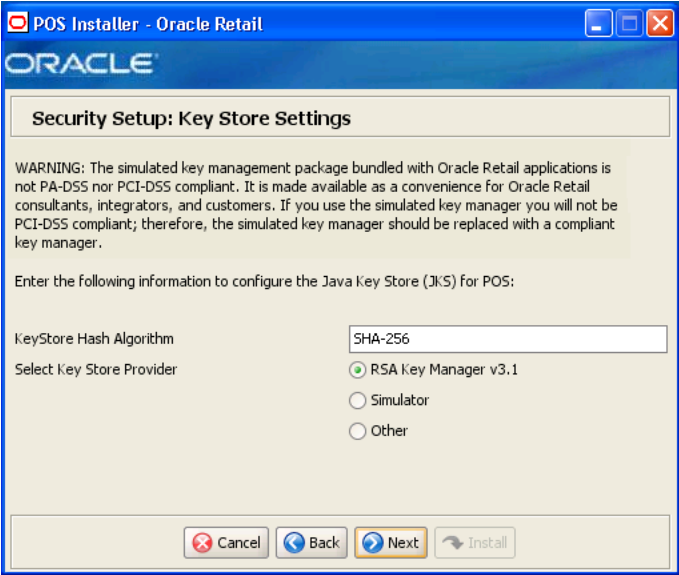 POS Installer - Oracle Retail
ORACLE
Security Setup: Key Store Settings
WARNING: The simulated key management package bundled with Oracle Retail applications is
not PA-DSS nor PCI-DSS compliant. It is made available as a convenience for Oracle Retail
consultants, integrators, and customers. If you use the simulated key manager you will not be
PCI-DSS compliant; therefore, the simulated key manager should be replaced with a compliant
key manager.
Enter the following information to configure the Java Key Store (JKS) for POS:
KeyStore Hash Algorithm SHA-256
Select Key Store Provider RSA Key Manager v3.1
Simulator
Other
Cancel Back Next Install